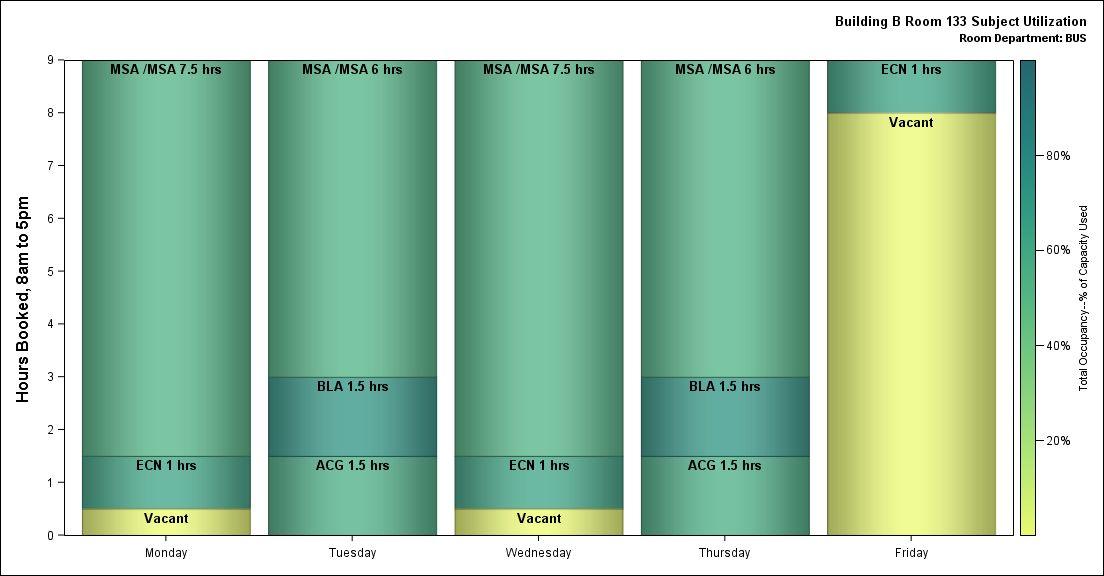 Building B Room 133 Subject Utilization
Room Department: BUS
Hours Booked, 8am to 5pm
9
8
7
6
5
4
3
2
1
0
MSA /MSA 7.5 hrs
ECN 1 hrs
Vacant
MSA /MSA 6 hrs
BLA 1.5 hrs
ACG 1.5 hrs
MSA /MSA 7.5 hrs
ECN 1 hrs
Vacant
MSA /MSA 6 hrs
BLA 1.5 hrs
ACG 1.5 hrs
ECN 1 hrs
Vacant
Monday
Tuesday
Wednesday
Thursday
Friday
80%
60%
40%
20%
Total Occupancy--% of Capacity Used